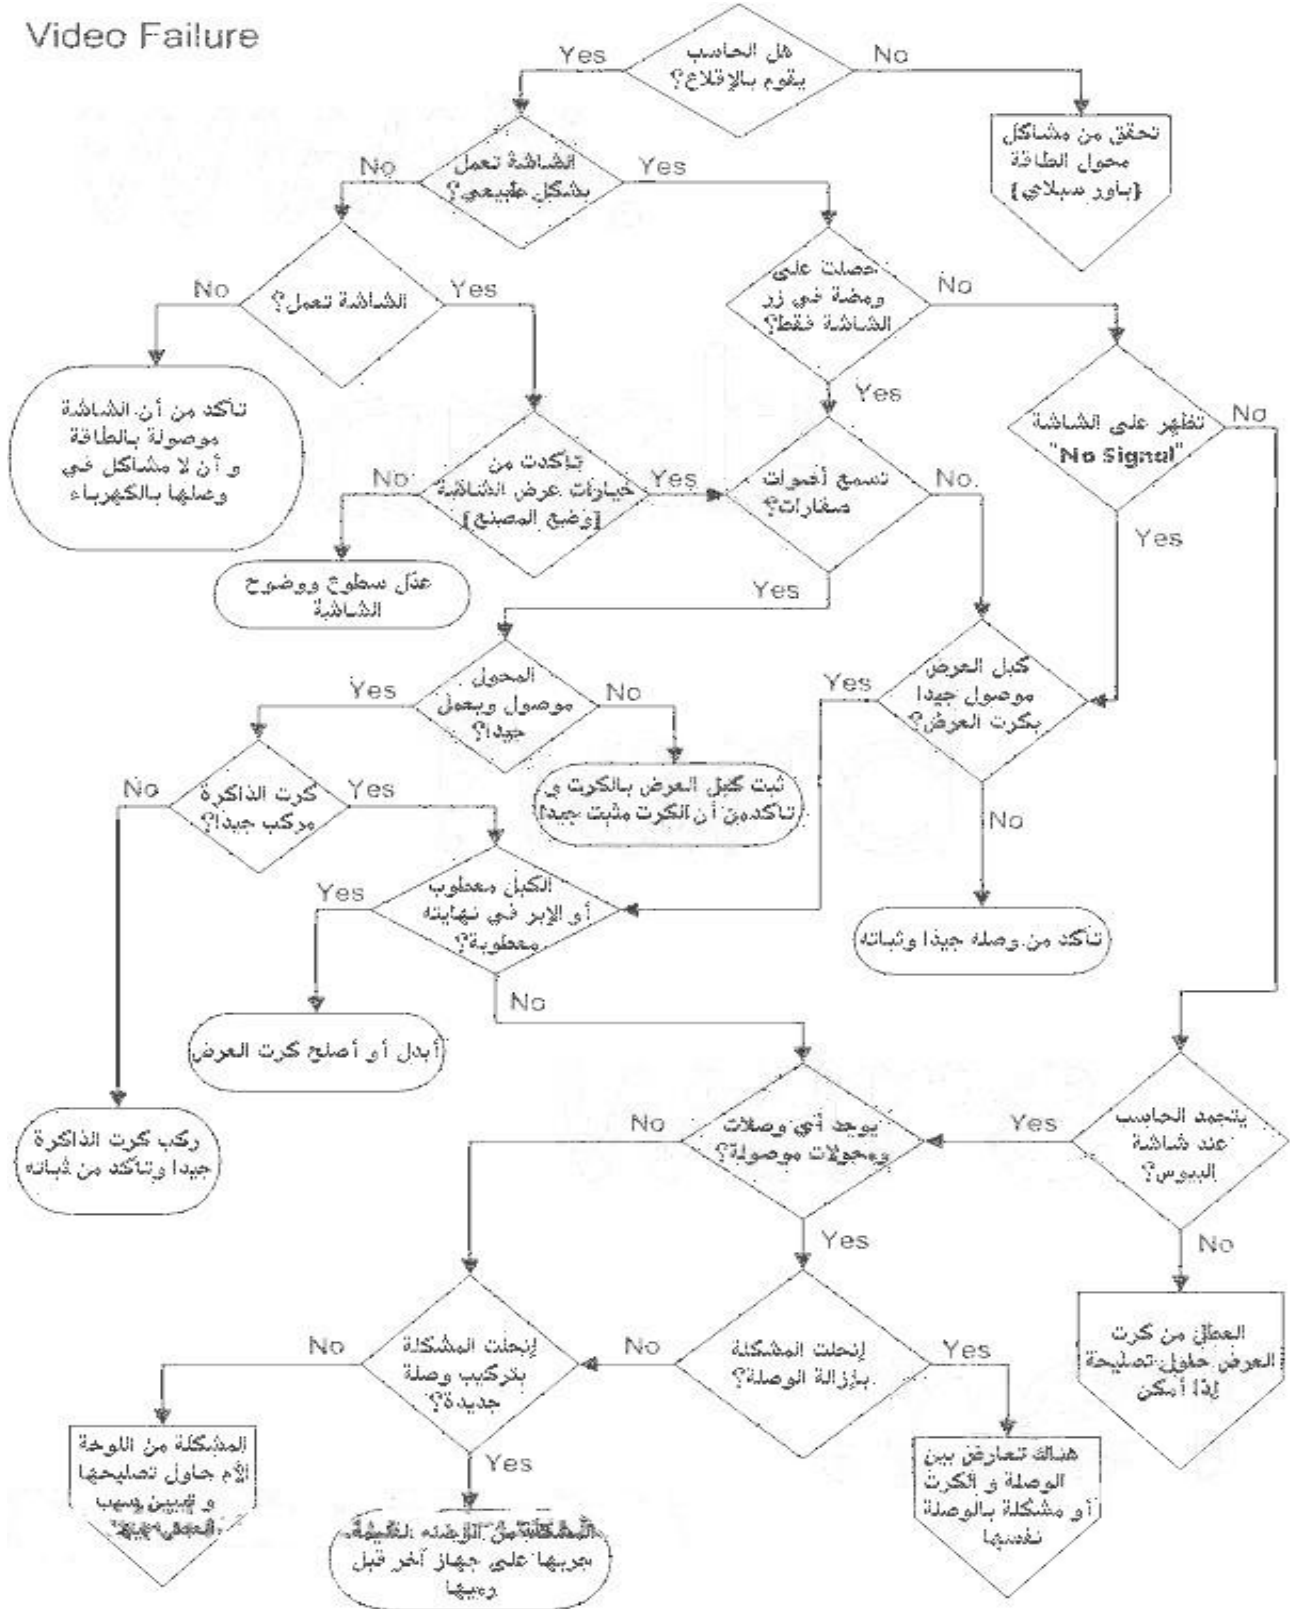 Video Failure
هل الحاسب
يقوم بالإقلاع؟
Yes
No
تحقق من مشاكل
محول الطاقة
[باور سبلاي]
الشاشة تعمل
بشكل طبيعي؟
No
Yes
الشاشة تعمل؟
No
Yes
حصلت على
ومضة في زر
الشاشة فقط؟
No
Yes
تأكد من أن الشاشة
موصولة بالطاقة
و أن لا مشاكل في
وصلها بالكهرباء
تأكدت من
خيارات عرض الشاشة
[وضع المصنع]
No
Yes
تسمع أصوات
صفارات؟
No
Yes
تظهر على الشاشة
"No Signal"
No
Yes
عدّل سطوع ووضوح
الشاشة
المحول
موصول ويعمل
جيدا؟
Yes
No
كبل العرض
موصول جيدا
بكرت العرض؟
Yes
No
كرت الذاكرة
مركب جيدا؟
No
Yes
ثبت كبل العرض بالكرت و
تاكد من أن الكرت مثبت جيدا
الكبل معطوب
أو الإبر في نهايته
معطوبة؟
Yes
No
تأكد من وصله جيدا وثباته
أبدل أو أصلح كرت العرض
ركب كرت الذاكرة
جيدا وتأكد من ثباته
يوجد أي وصلات
ومحولات موصولة؟
No
Yes
يتجمد الحاسب
عند شاشة
البيوس؟
Yes
No
إنحلت المشكلة
بتركيب وصلة
جديدة؟
No
Yes
إنحلت المشكلة
بإزالة الوصلة؟
No
Yes
العطل من كرت
العرض حاول تصليحة
إذا أمكن
المشكلة من اللوحة
الأم حاول تصليحها
و تبيين سبب
هناك تعارض بين
الوصلة و الكرت
أو مشكلة بالوصلة
نفسها
المشكلة من
جربها على جهاز آخر قبل
رميها